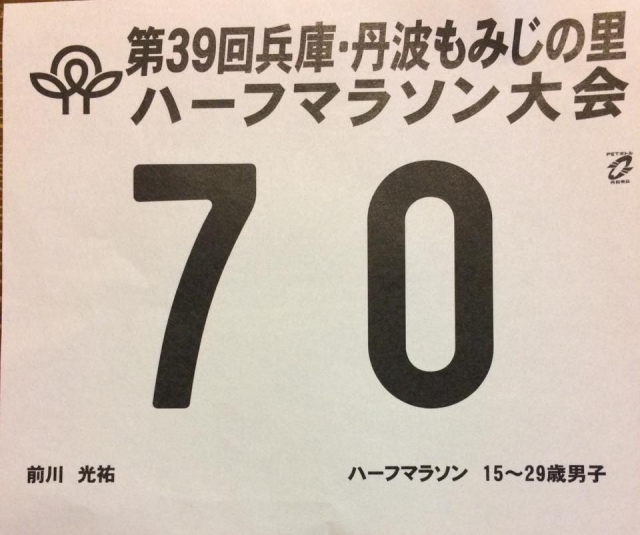 第39回兵庫・丹波もみじの里
ハーフマラソン大会
70
前川 光祐
ハーフマラソン 15～29歳男子